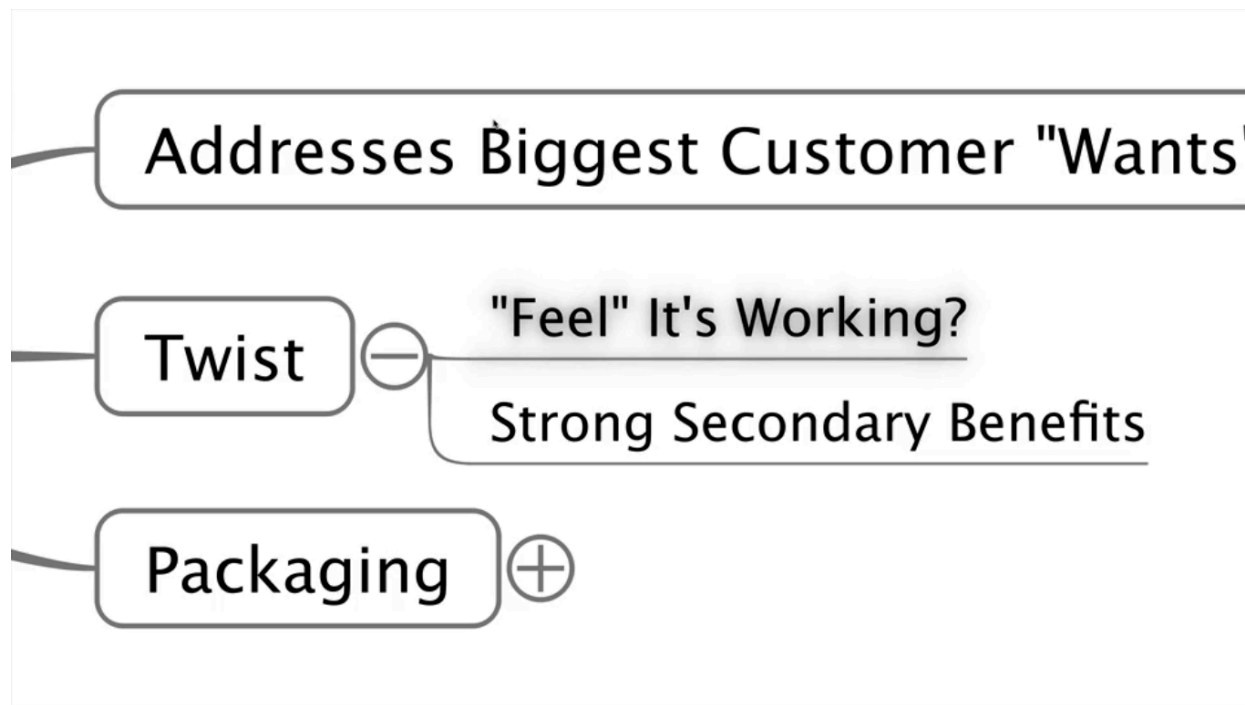 Addresses Biggest Customer "Wants"
"Feel" It's Working?
Twist
Strong Secondary Benefits
Packaging